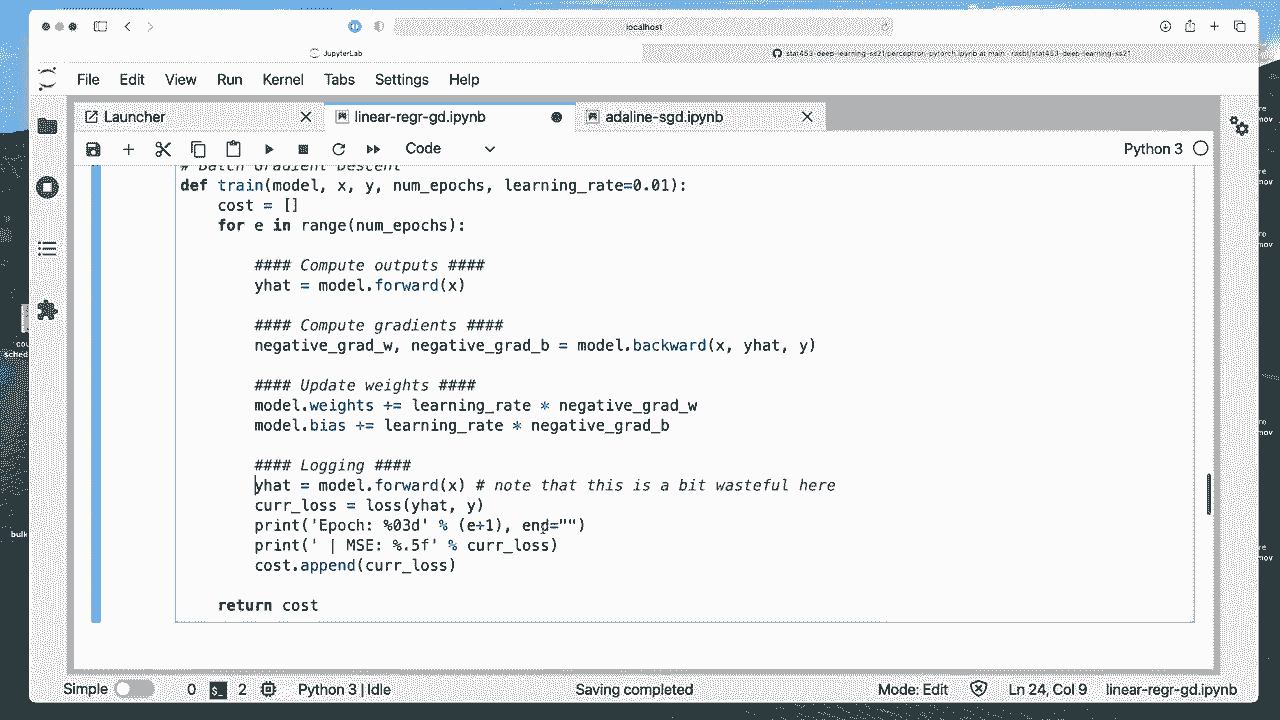 localhost
JupyterLab
stat453-deep-learning-ss21/perceptron-pytorch.ipynb at main · rasbt/stat453-deep-learning-ss21
File Edit View Run Kernel Tabs Settings Help
Launcher
linear-regr-gd.ipynb
adaline-sgd.ipynb
Code
Python 3
# Batch Gradient Descent
def train(model, x, y, num_epochs, learning_rate=0.01):
cost = []
for e in range(num_epochs):
#### Compute outputs ####
yhat = model.forward(x)
#### Compute gradients ####
negative_grad_w, negative_grad_b = model.backward(x, yhat, y)
#### Update weights ####
model.weights += learning_rate * negative_grad_w
model.bias += learning_rate * negative_grad_b
#### Logging ####
yhat = model.forward(x) # note that this is a bit wasteful here
curr_loss = loss(yhat, y)
print('Epoch: %03d' % (e+1), end="")
print(' | MSE: %.5f' % curr_loss)
cost.append(curr_loss)
return cost
Simple
0
2
Python 3 | Idle
Saving completed
Mode: Edit
Ln 24, Col 9
linear-regr-gd.ipynb